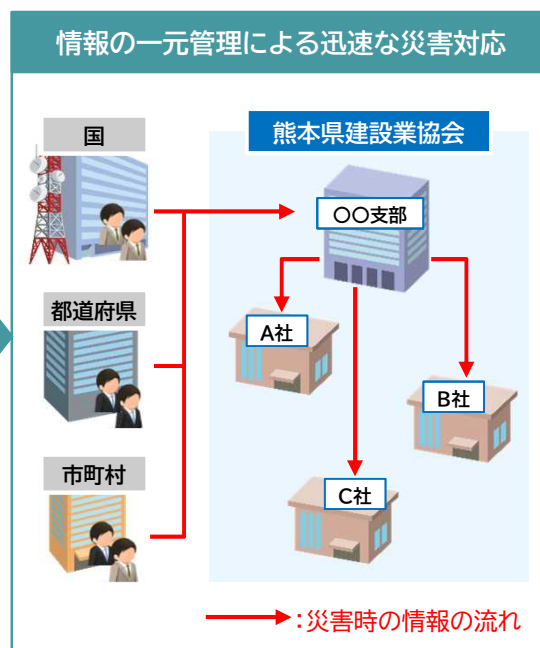 情報の一元管理による迅速な災害対応
国
熊本県建設業協会
〇〇支部
都道府県
A社
B社
市町村
C社
：災害時の情報の流れ